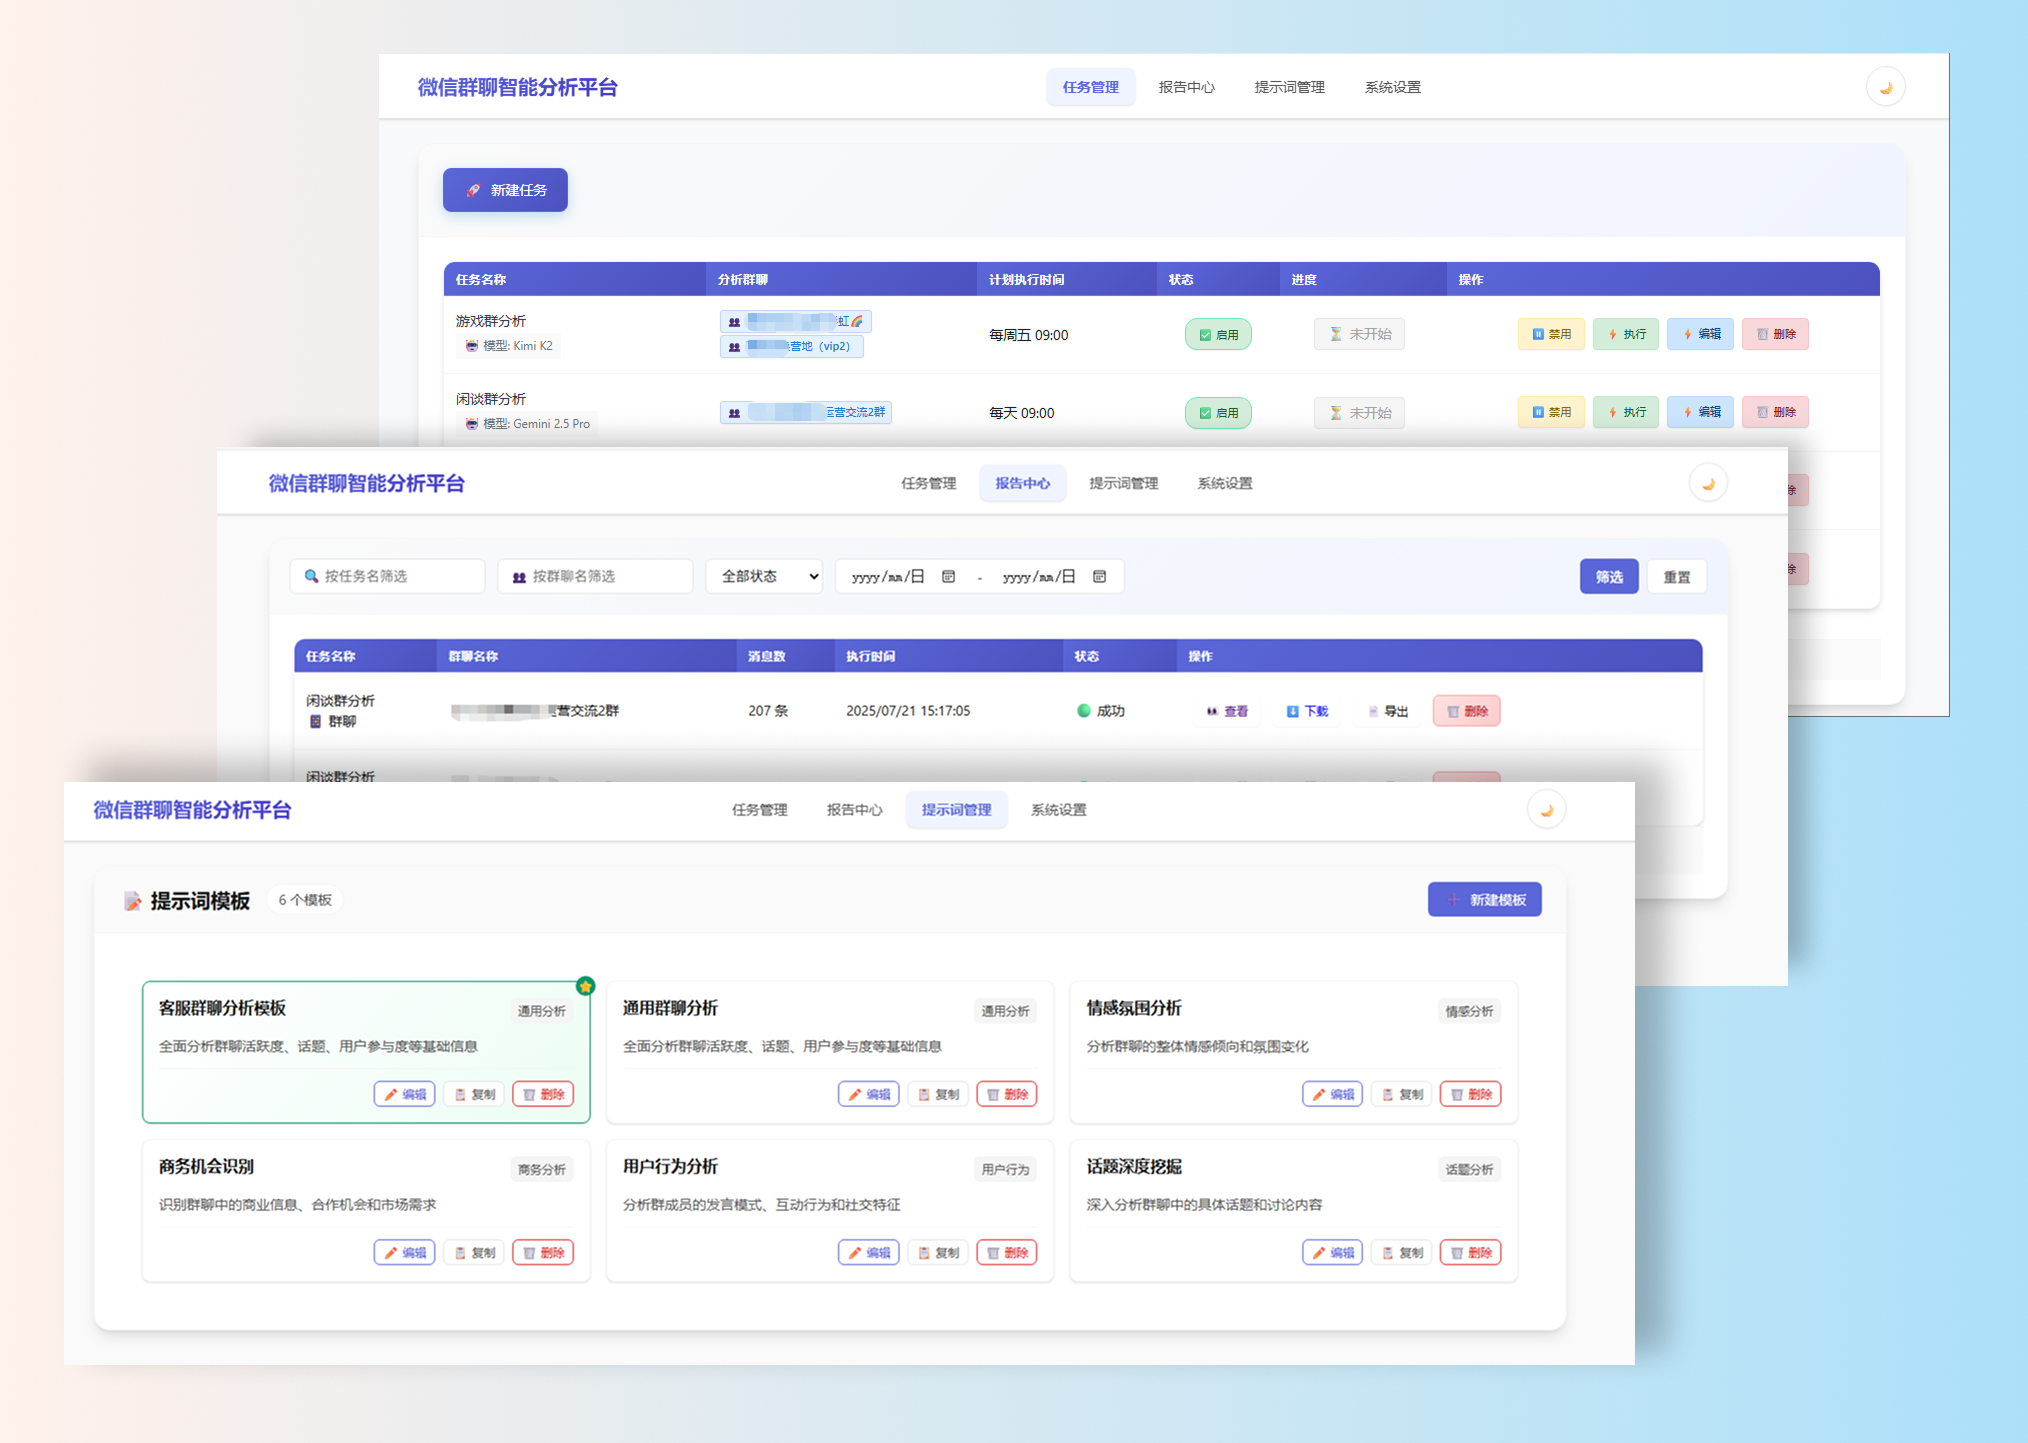 微信群聊智能分析平台
任务管理 报告中心 提示词管理 系统设置
新建任务
任务名称 分析群聊 计划执行时间 状态 进度 操作
游戏群分析
虹🌈
模型: Kimi K2
营地（vip2）
每周五 09:00 启用 未开始 禁用 执行 编辑 删除
闲谈群分析
模型: Gemini 2.5 Pro
运营交流2群 每天 09:00 启用 未开始 禁用 执行 编辑 删除
除
除
微信群聊智能分析平台
任务管理 报告中心 提示词管理 系统设置
按任务名筛选 按群聊名筛选 全部状态 yyyy/mm/日 - yyyy/mm/日 筛选 重置
任务名称 群聊名称 消息数 执行时间 状态 操作
闲谈群分析
群聊
营交流2群 207 条 2025/07/21 15:17:05 成功 查看 下载 导出 删除
闲谈群分析
微信群聊智能分析平台
任务管理 报告中心 提示词管理 系统设置
提示词模板 6 个模板 新建模板
客服群聊分析模板 通用分析
全面分析群聊活跃度、话题、用户参与度等基础信息
编辑 复制 删除
通用群聊分析 通用分析
全面分析群聊活跃度、话题、用户参与度等基础信息
编辑 复制 删除
情感氛围分析 情感分析
分析群聊的整体情感倾向和氛围变化
编辑 复制 删除
商务机会识别 商务分析
识别群聊中的商业信息、合作机会和市场需求
编辑 复制 删除
用户行为分析 用户行为
分析群成员的发言模式、互动行为和社交特征
编辑 复制 删除
话题深度挖掘 话题分析
深入分析群聊中的具体话题和讨论内容
编辑 复制 删除